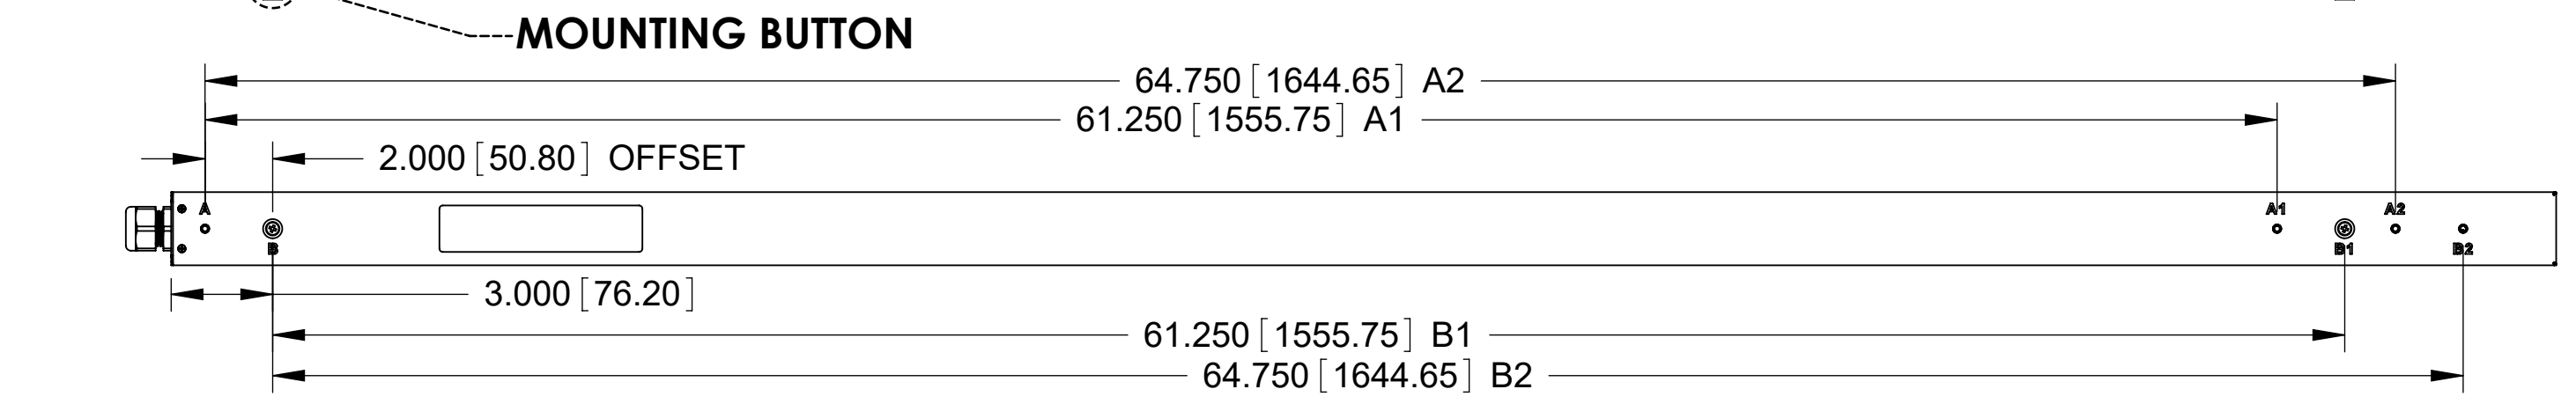 MOUNTING BUTTON
64.750 [1644.65] A2
61.250 [1555.75] A1
2.000 [50.80] OFFSET
A
A1
A2
B
B1
B2
3.000 [76.20]
61.250 [1555.75] B1
64.750 [1644.65] B2